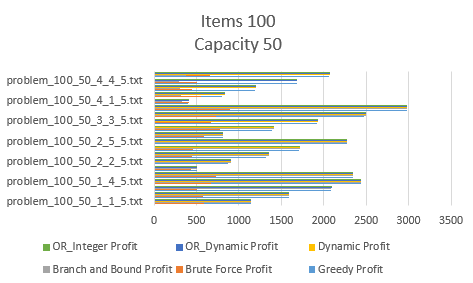 Items 100
Capacity 50
problem_100_50_4_4_5.txt
problem_100_50_4_1_5.txt
problem_100_50_3_3_5.txt
problem_100_50_2_5_5.txt
problem_100_50_2_2_5.txt
problem_100_50_1_4_5.txt
problem_100_50_1_1_5.txt
0 500 1000 1500 2000 2500 3000 3500
OR_Integer Profit OR_Dynamic Profit Dynamic Profit
Branch and Bound Profit Brute Force Profit Greedy Profit